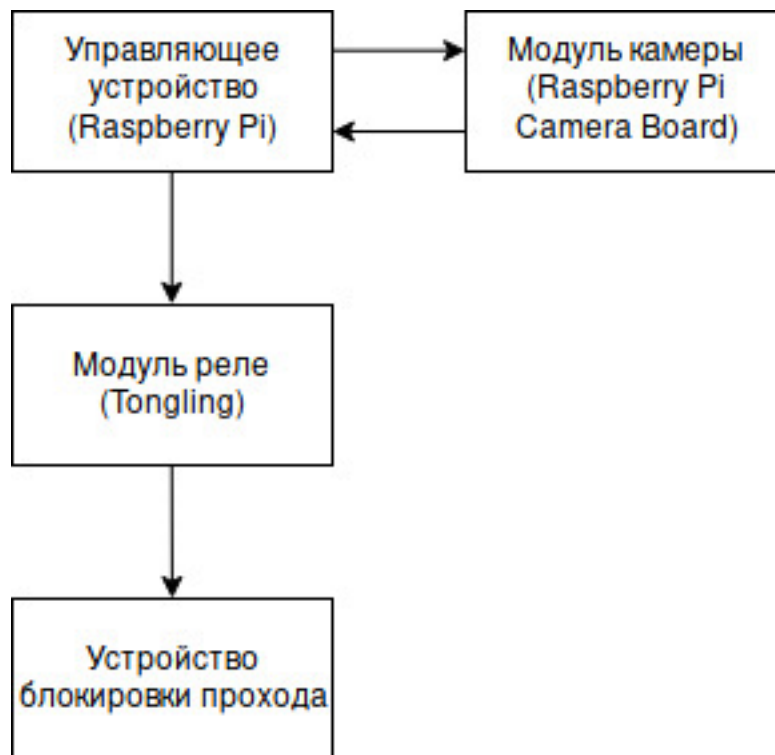 Управляющее
устройство
(Raspberry Pi)
Модуль камеры
(Raspberry Pi
Camera Board)
Модуль реле
(Tongling)
Устройство
блокировки прохода